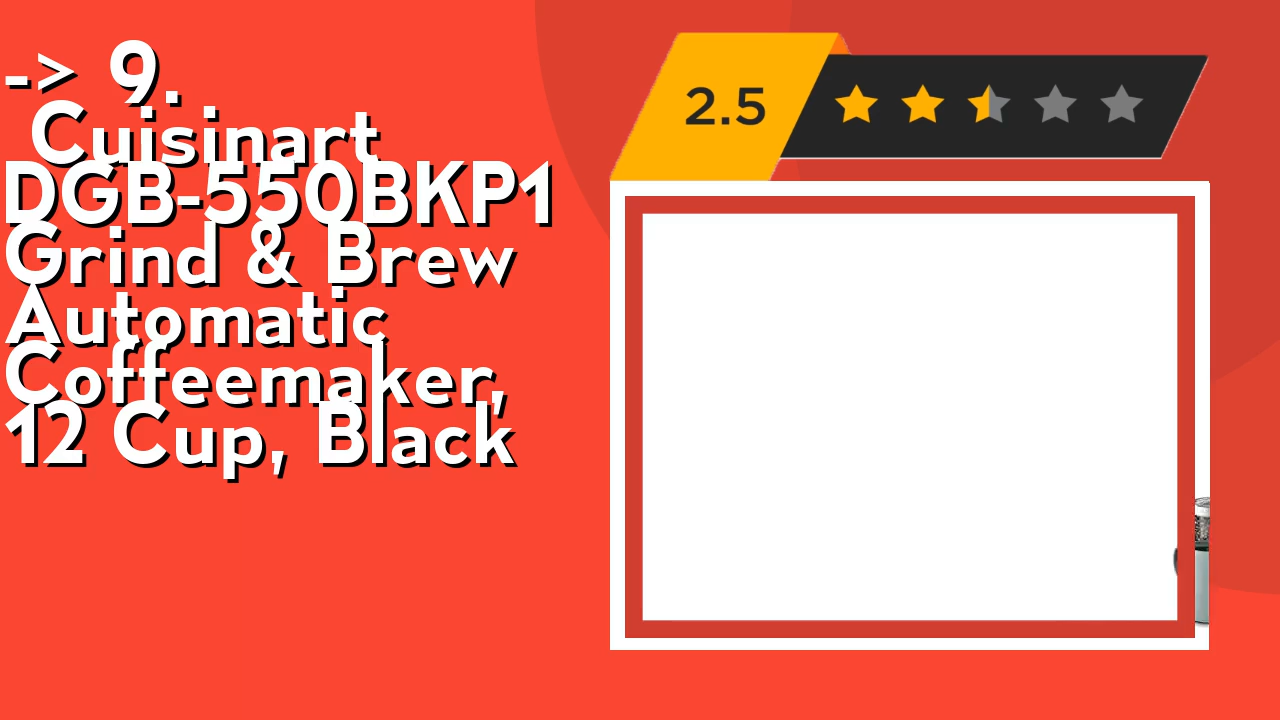 -> 9.
Cuisinart
DGB-550BKP1
Grind & Brew
Automatic
Coffeemaker,
12 Cup, Black
2.5